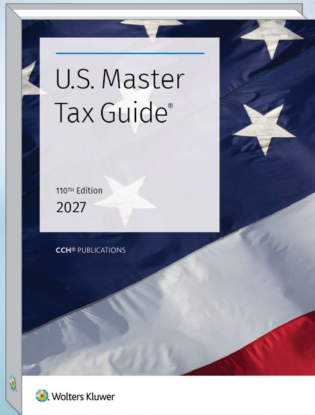 U.S. Master
Tax Guide®
110TH Edition
2027
CCH® PUBLICATIONS
Wolters Kluwer